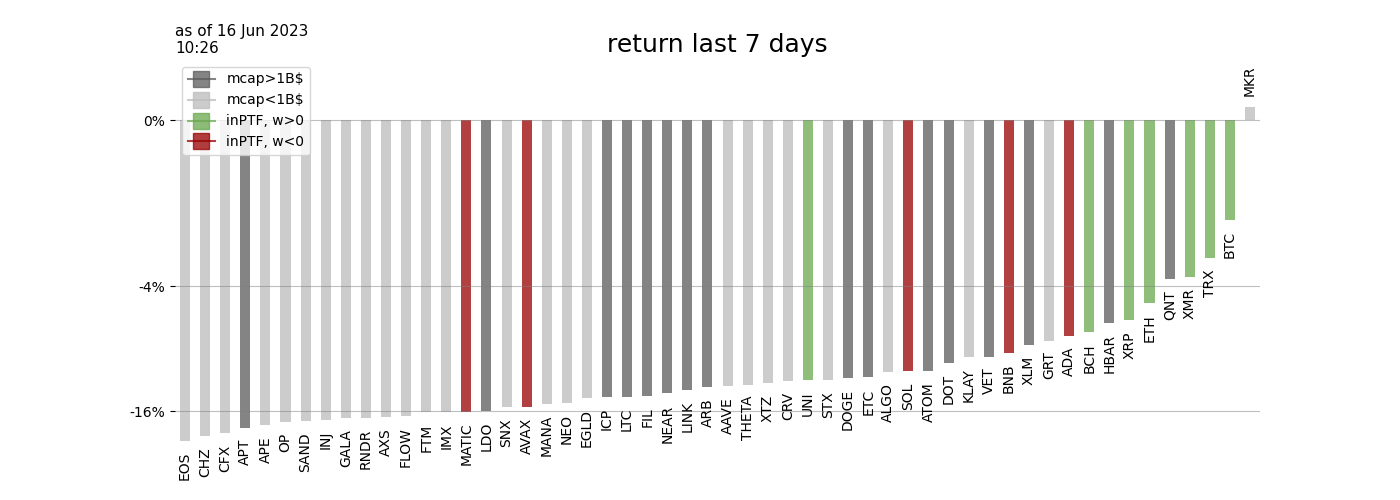 as of 16 Jun 2023
10:26
return last 7 days
mcap>1B$
mcap<1B$
inPTF, w>0
inPTF, w<0
0%
-4%
-16%
EOS
CHZ
CFX
APT
APE
OP
SAND
INJ
GALA
RNDR
AXS
FLOW
FTM
IMX
MATIC
LDO
SNX
AVAX
MANA
NEO
EGLD
ICP
LTC
FIL
NEAR
LINK
ARB
AAVE
THETA
XTZ
CRV
UNI
STX
DOGE
ETC
ALGO
SOL
ATOM
DOT
KLAY
VET
BNB
XLM
GRT
ADA
BCH
HBAR
XRP
ETH
QNT
XMR
TRX
BTC
MKR